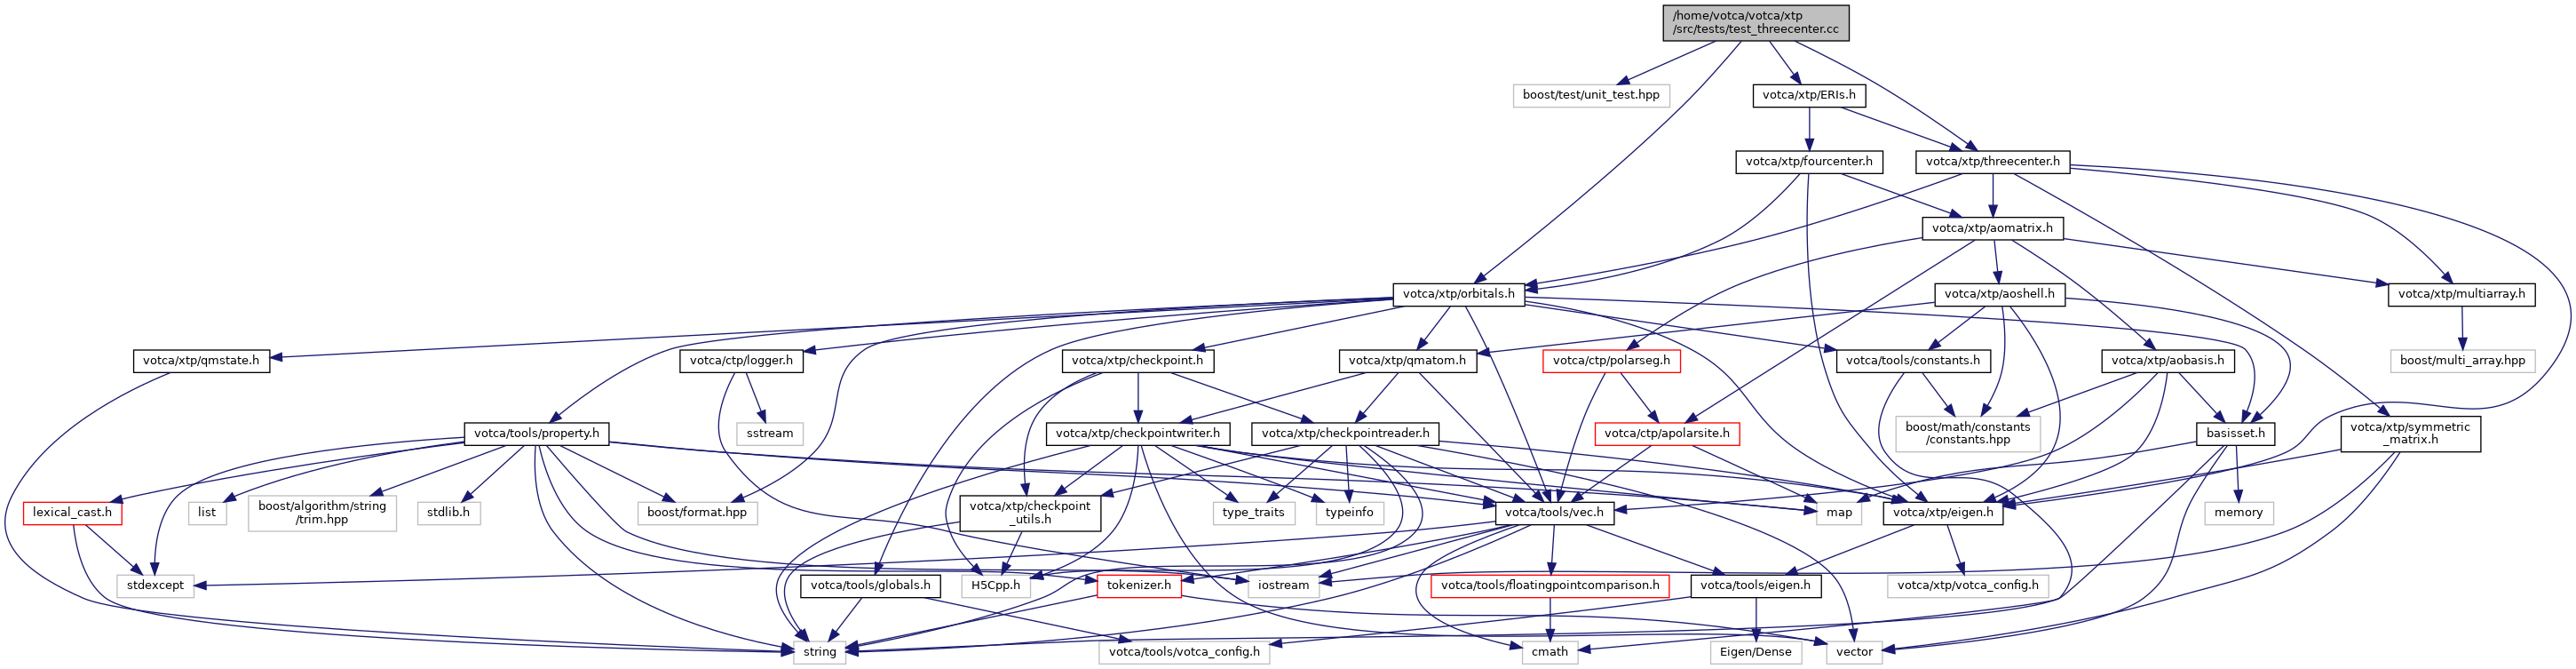 /home/votca/votca/xtp
/src/tests/test_threecenter.cc
boost/test/unit_test.hpp
votca/xtp/ERIs.h
votca/xtp/fourcenter.h
votca/xtp/threecenter.h
votca/xtp/aomatrix.h
votca/xtp/orbitals.h
votca/xtp/aoshell.h
votca/xtp/multiarray.h
votca/xtp/qmstate.h
votca/ctp/logger.h
votca/xtp/checkpoint.h
votca/xtp/qmatom.h
votca/ctp/polarseg.h
votca/tools/constants.h
votca/xtp/aobasis.h
boost/multi_array.hpp
votca/tools/property.h
sstream
votca/xtp/checkpointwriter.h
votca/xtp/checkpointreader.h
votca/ctp/apolarsite.h
boost/math/constants
/constants.hpp
basisset.h
votca/xtp/symmetric
_matrix.h
lexical_cast.h
list
boost/algorithm/string
/trim.hpp
stdlib.h
boost/format.hpp
votca/xtp/checkpoint
_utils.h
type_traits
typeinfo
votca/tools/vec.h
map
votca/xtp/eigen.h
memory
stdexcept
votca/tools/globals.h
H5Cpp.h
tokenizer.h
iostream
votca/tools/floatingpointcomparison.h
votca/tools/eigen.h
votca/xtp/votca_config.h
string
votca/tools/votca_config.h
cmath
Eigen/Dense
vector